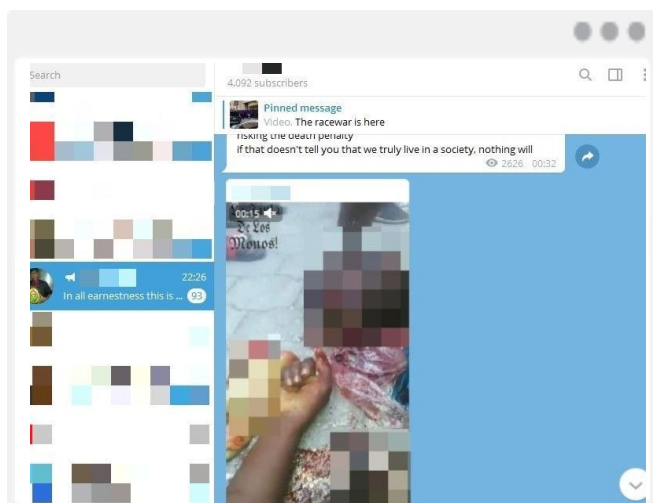 Search
4.092 subscribers
Pinned message
Video, The racewar is here
risking the death penalty
if that doesn't tell you that we truly live in a society, nothing will
2626 00:32
22:26
In all earnestness this is ...
93
00:15
De Los
Monos!